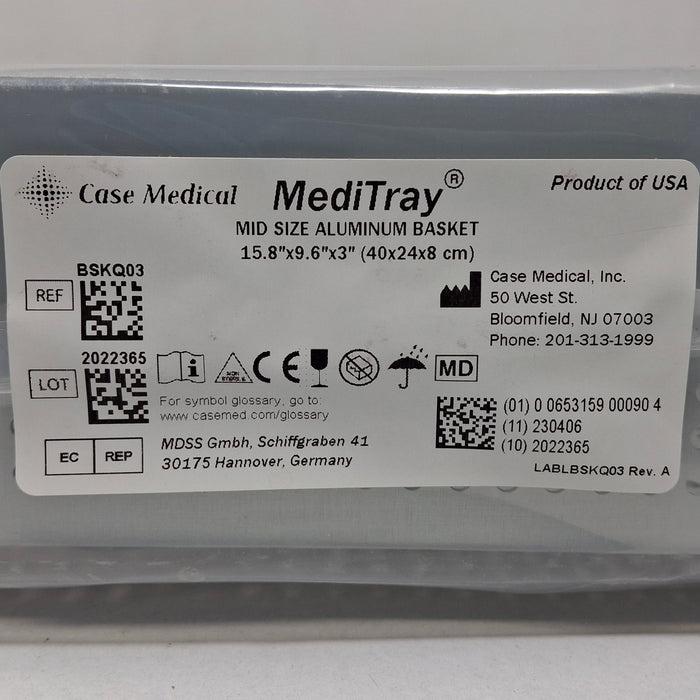 Case Medical
MediTray®
Product of USA
MID SIZE ALUMINUM BASKET
15.8"x9.6"x3" (40x24x8 cm)
REF
BSKQ03
Case Medical, Inc.
50 West St.
Bloomfield, NJ 07003
Phone: 201-313-1999
LOT
2022365
CE
MD
For symbol glossary, go to:
www.casemed.com/glossary
(01) 0 0653159 00090 4
(11) 230406
(10) 2022365
EC REP
MDSS Gmbh, Schiffgraben 41
30175 Hannover, Germany
LABLBSKQ03 Rev. A